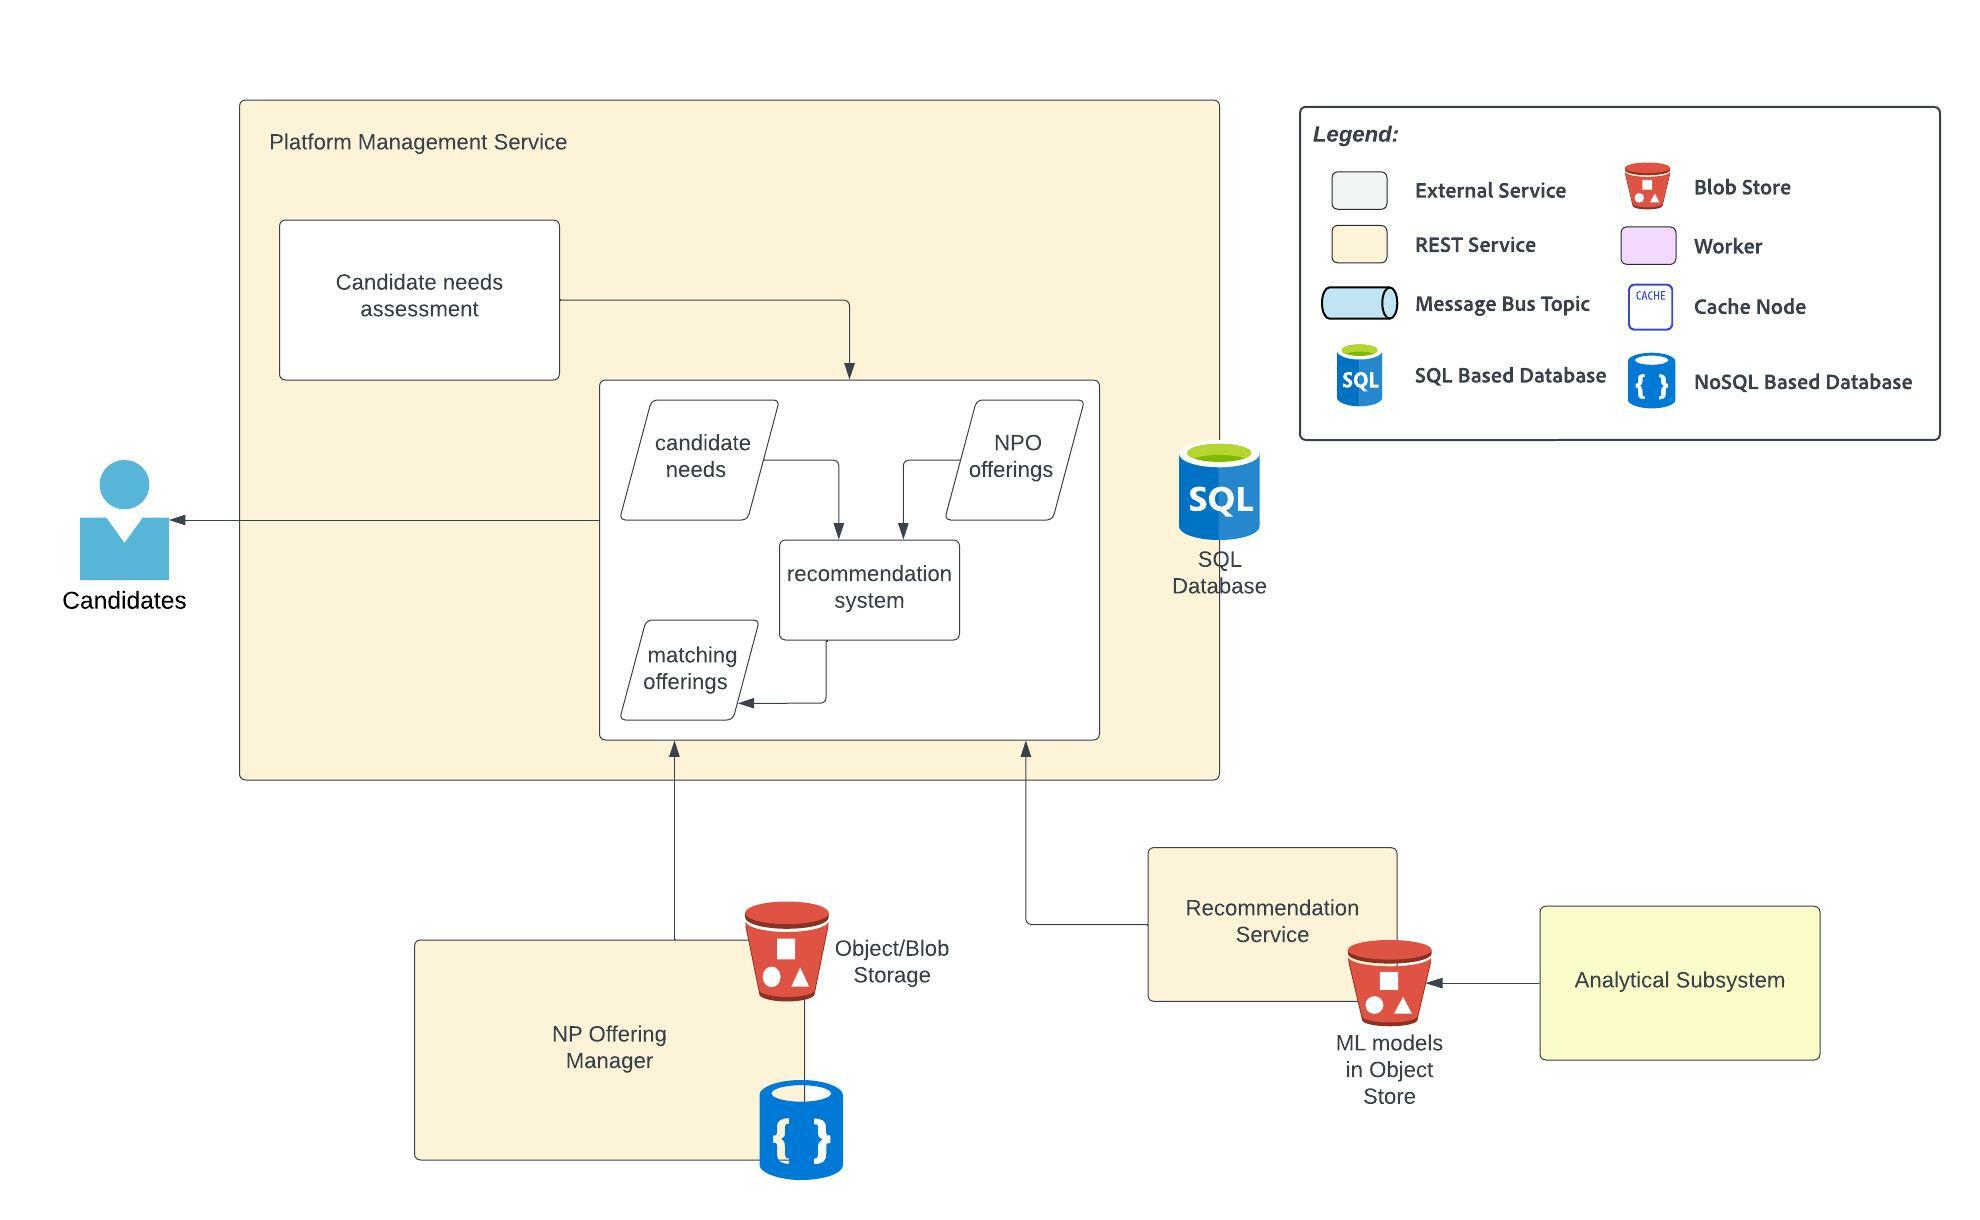 Platform Management Service
Legend:
External Service
Blob Store
REST Service
Worker
CACHE
Message Bus Topic
Cache Node
SQL
SQL Based Database
{ }
NoSQL Based Database
Candidate needs
assessment
candidate
needs
NPO
offerings
SQL
SQL
Database
recommendation
system
Candidates
matching
offerings
Recommendation
Service
Object/Blob
Storage
Analytical Subsystem
NP Offering
Manager
ML models
in Object
Store
{ }